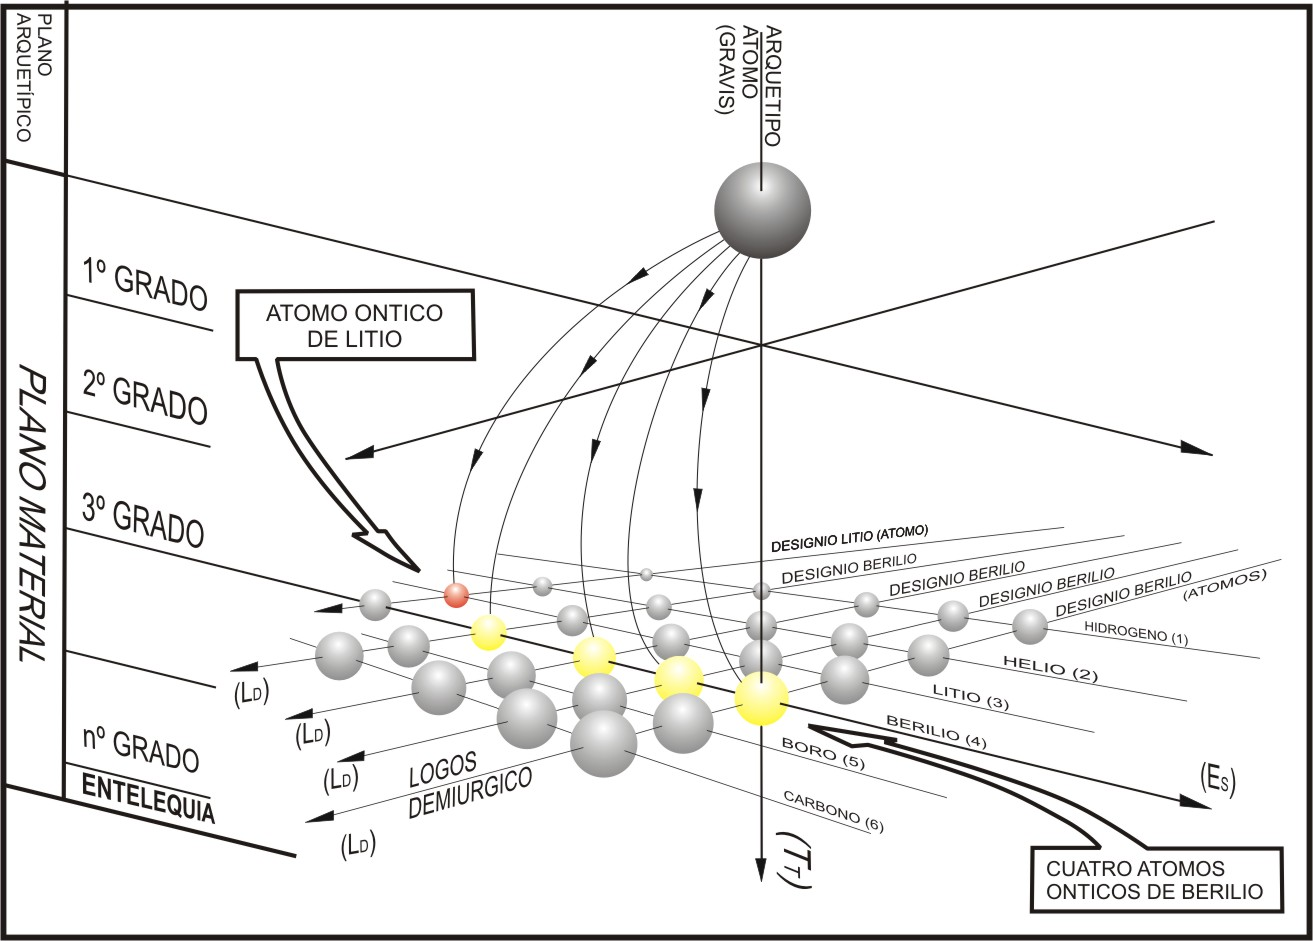 PLANO
ARQUETÍPICO
PLANO MATERIAL
1º GRADO
2º GRADO
3º GRADO
nº GRADO
ENTELEQUIA
ARQUETIPO
ATOMO
(GRAVIS)
ATOMO ONTICO
DE LITIO
DESIGNIO LITIO (ATOMO)
DESIGNIO BERILIO
DESIGNIO BERILIO
DESIGNIO BERILIO
DESIGNIO BERILIO
(ATOMOS)
HIDROGENO (1)
HELIO (2)
LITIO (3)
BERILIO (4)
BORO (5)
CARBONO (6)
(LD)
(LD)
(LD)
(LD)
LOGOS
DEMIURGICO
(ES)
(TT)
CUATRO ATOMOS
ONTICOS DE BERILIO